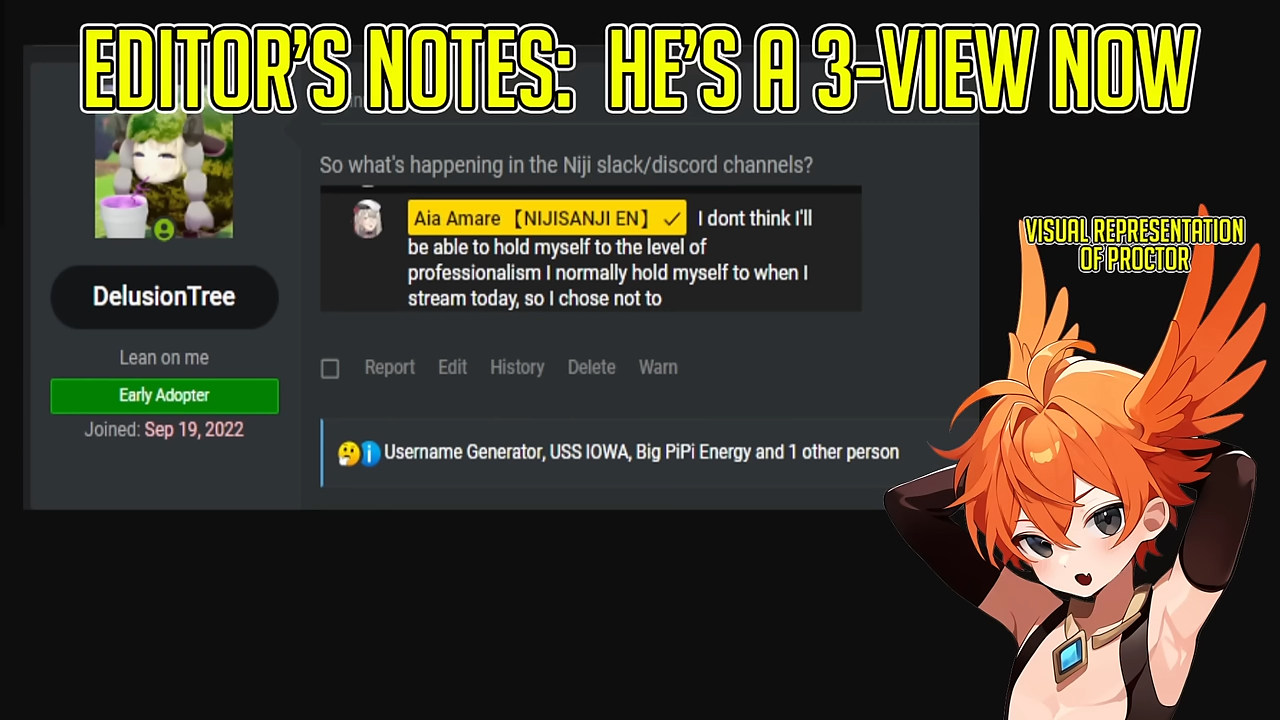 EDITOR'S NOTES: HE'S A 3-VIEW NOW
VISUAL REPRESENTATION
OF PROCTOR
So what's happening in the Niji slack/discord channels?
Aia Amare 【NIJISANJI EN】 ✓ I dont think I'll
be able to hold myself to the level of
professionalism I normally hold myself to when I
stream today, so I chose not to
DelusionTree
Lean on me
Early Adopter
Joined: Sep 19, 2022
Report Edit History Delete Warn
Username Generator, USS IOWA, Big PiPi Energy and 1 other person